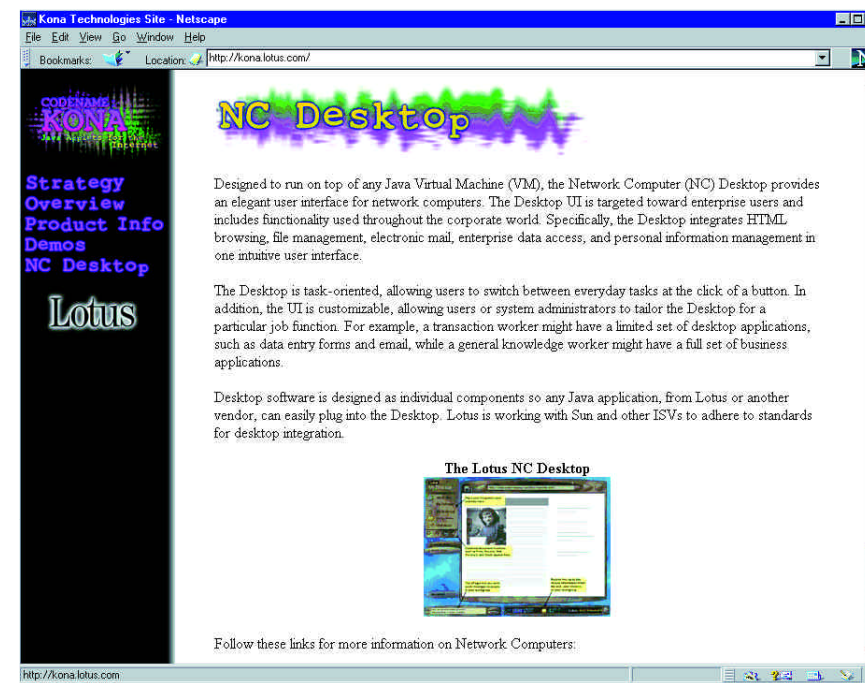 Kona Technologies Site - Netscape
File Edit View Go Window Help
Bookmarks: Location: http://kona.lotus.com/
CODENAME
KONA
Java Applets for the
Internet
Strategy
Overview
Product Info
Demos
NC Desktop
Lotus
NC Desktop
Designed to run on top of any Java Virtual Machine (VM), the Network Computer (NC) Desktop provides
an elegant user interface for network computers. The Desktop UI is targeted toward enterprise users and
includes functionality used throughout the corporate world. Specifically, the Desktop integrates HTML
browsing, file management, electronic mail, enterprise data access, and personal information management in
one intuitive user interface.
The Desktop is task-oriented, allowing users to switch between everyday tasks at the click of a button. In
addition, the UI is customizable, allowing users or system administrators to tailor the Desktop for a
particular job function. For example, a transaction worker might have a limited set of desktop applications,
such as data entry forms and email, while a general knowledge worker might have a full set of business
applications.
Desktop software is designed as individual components so any Java application, from Lotus or another
vendor, can easily plug into the Desktop. Lotus is working with Sun and other ISVs to adhere to standards
for desktop integration.
The Lotus NC Desktop
Follow these links for more information on Network Computers:
http://kona.lotus.com